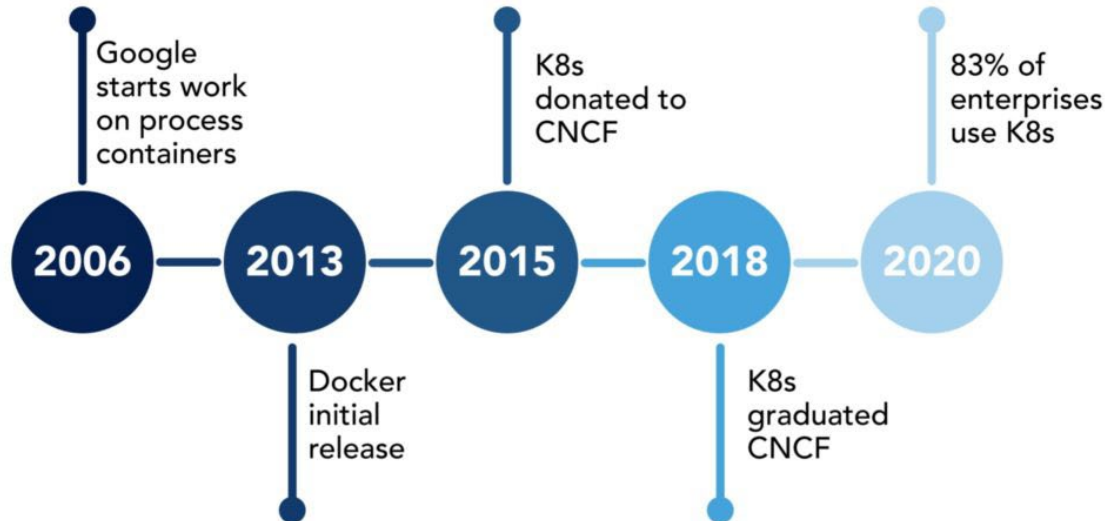 Google
starts work
on process
containers
K8s
donated to
CNCF
83% of
enterprises
use K8s
2006
2013
2015
2018
2020
Docker
initial
release
K8s
graduated
CNCF